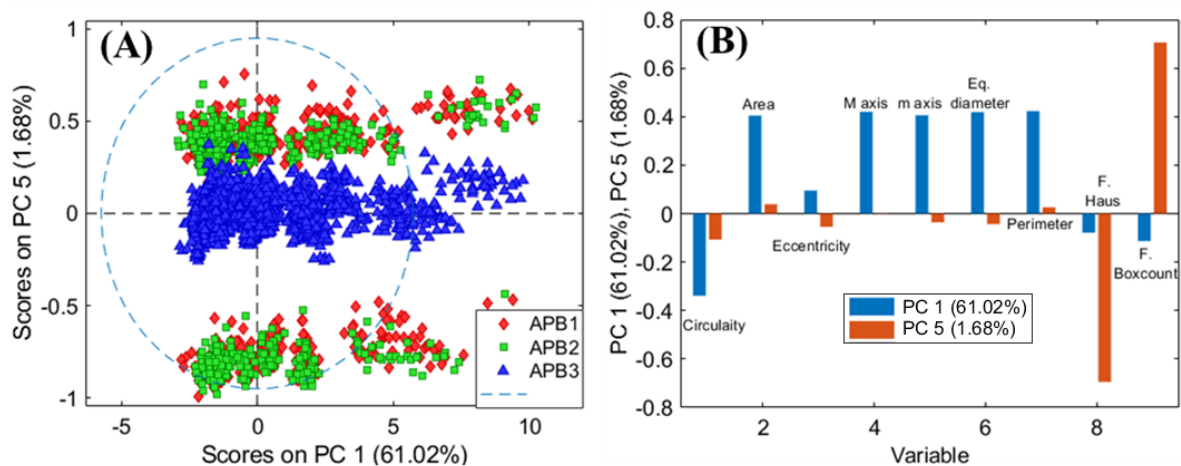 (A)
Scores on PC 5 (1.68%)
1
0.5
0
-0.5
-1
-5
0
5
10
Scores on PC 1 (61.02%)
APB1
APB2
APB3
(B)
PC 1 (61.02%), PC 5 (1.68%)
0.8
0.6
0.4
0.2
0
-0.2
-0.4
-0.6
-0.8
Circulaity
Area
Eccentricity
M axis
m axis
Eq.
diameter
Perimeter
F.
Haus
F.
Boxcount
PC 1 (61.02%)
PC 5 (1.68%)
2
4
6
8
Variable